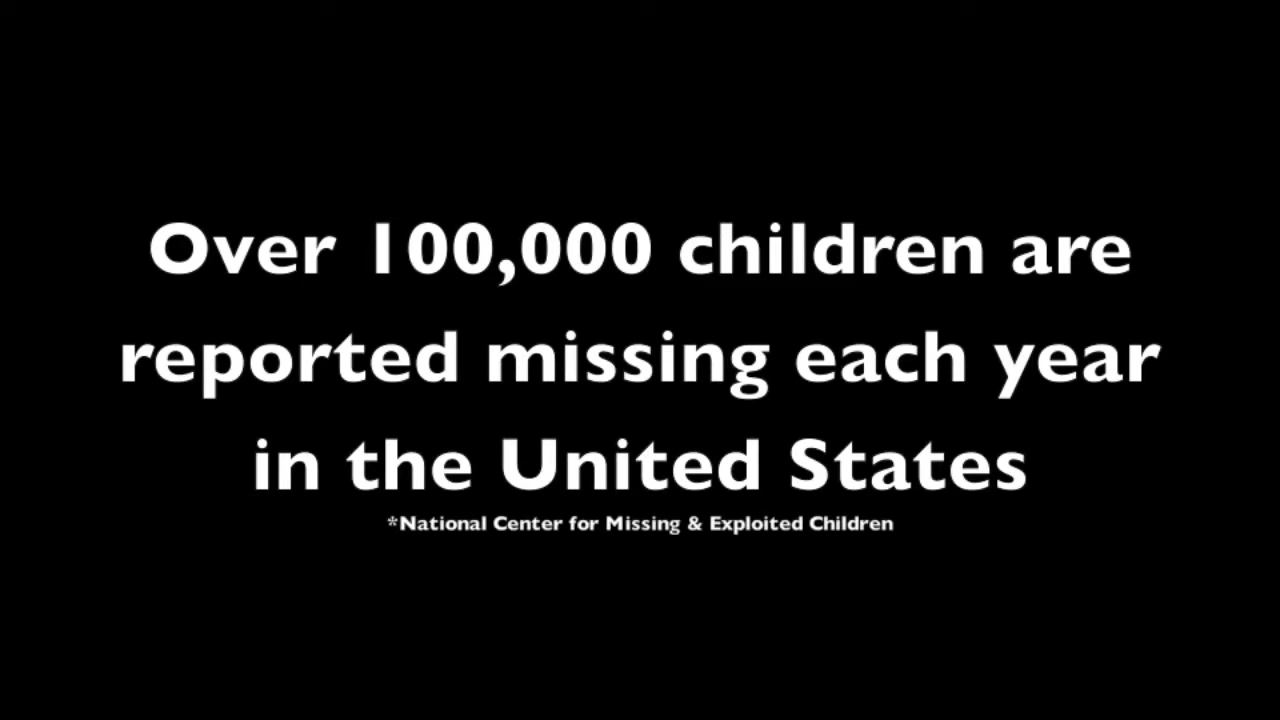 Over 100,000 children are
reported missing each year
in the United States
*National Center for Missing & Exploited Children